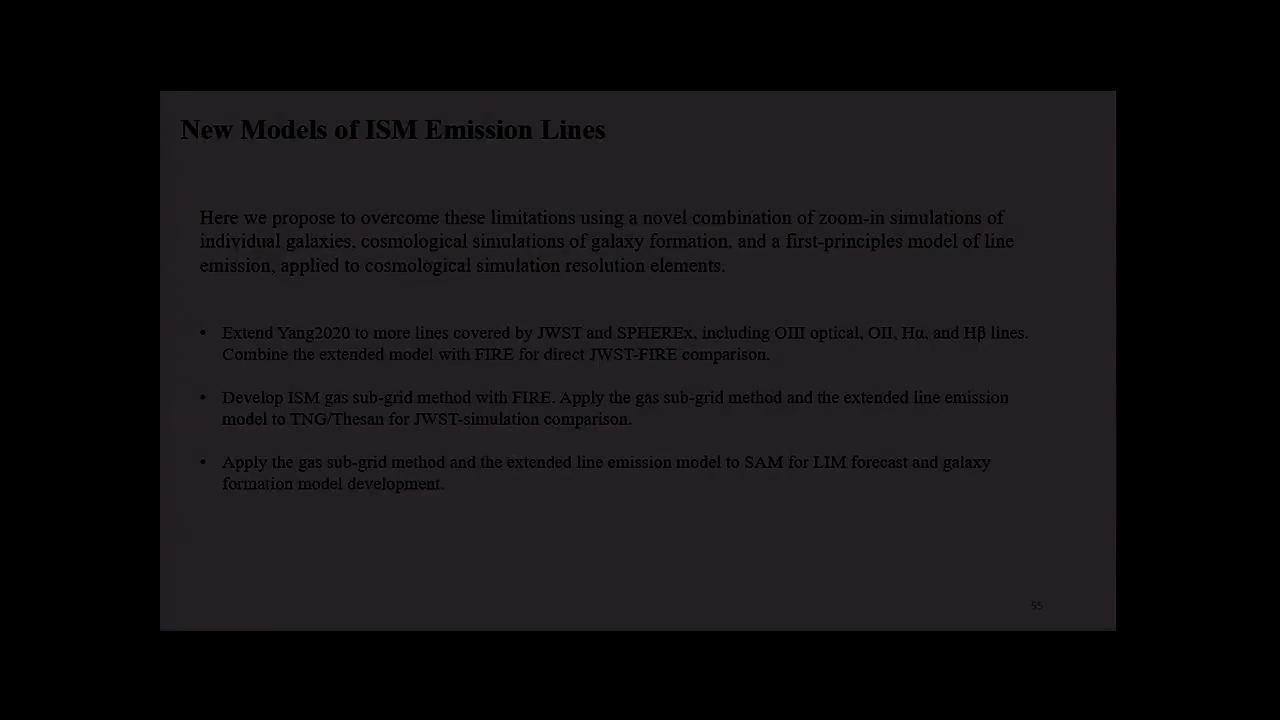 New Models of ISM Emission Lines
Here we propose to overcome these limitations using a novel combination of zoom-in simulations of
individual galaxies, cosmological simulations of galaxy formation, and a first-principles model of line
emission, applied to cosmological simulation resolution elements.
• Extend Yang2020 to more lines covered by JWST and SPHEREx, including OIII optical, OII, Hα, and Hβ lines.
Combine the extended model with FIRE for direct JWST-FIRE comparison.
• Develop ISM gas sub-grid method with FIRE. Apply the gas sub-grid method and the extended line emission
model to TNG/Thesan for JWST-simulation comparison.
• Apply the gas sub-grid method and the extended line emission model to SAM for LIM forecast and galaxy
formation model development.
55